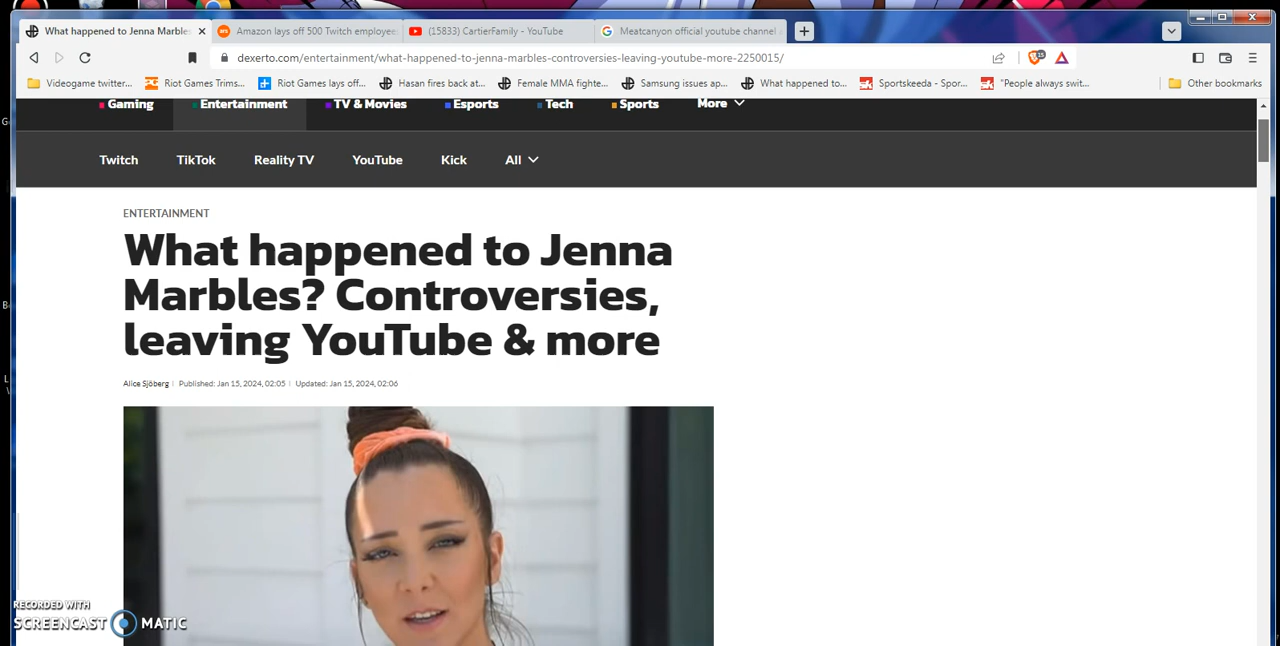 What happened to Jenna Marbles
Amazon lays off 500 Twitch employee
(15833) CartierFamily - YouTube
Meatcanyon official youtube channel
dexerto.com/entertainment/what-happened-to-jenna-marbles-controversies-leaving-youtube-more-2250015/
15
Videogame twitter...
Riot Games Trims...
Riot Games lays off...
Hasan fires back at...
Female MMA fighte...
Samsung issues ap...
What happened to...
Sportskeeda - Spor...
"People always swit...
Other bookmarks
Gaming
Entertainment
TV & Movies
Esports
Tech
Sports
More
Twitch
TikTok
Reality TV
YouTube
Kick
All
ENTERTAINMENT
What happened to Jenna
Marbles? Controversies,
leaving YouTube & more
Alice Sjöberg | Published: Jan 15, 2024, 02:05 | Updated: Jan 15, 2024, 02:06
RECORDED WITH
SCREENCAST MATIC